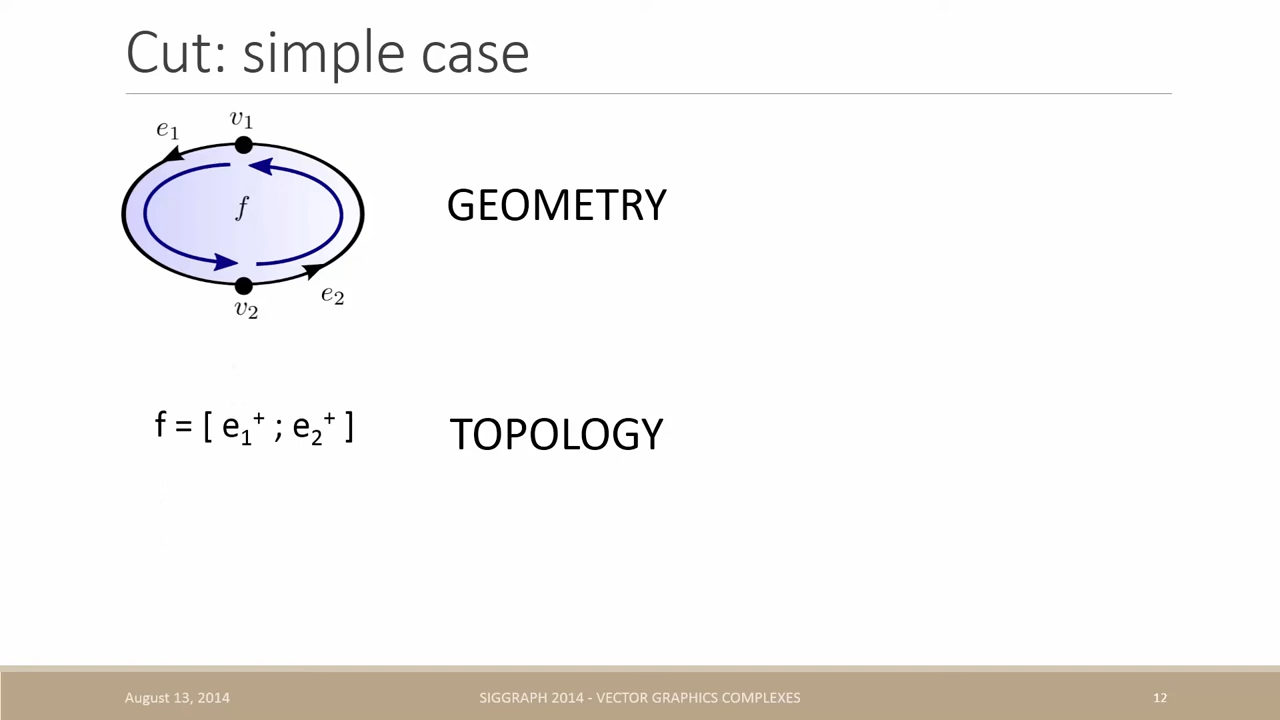 Cut: simple case
v1
e1
f
GEOMETRY
e2
v2
f = [ e1+ ; e2+ ]
TOPOLOGY
August 13, 2014
SIGGRAPH 2014 - VECTOR GRAPHICS COMPLEXES
12